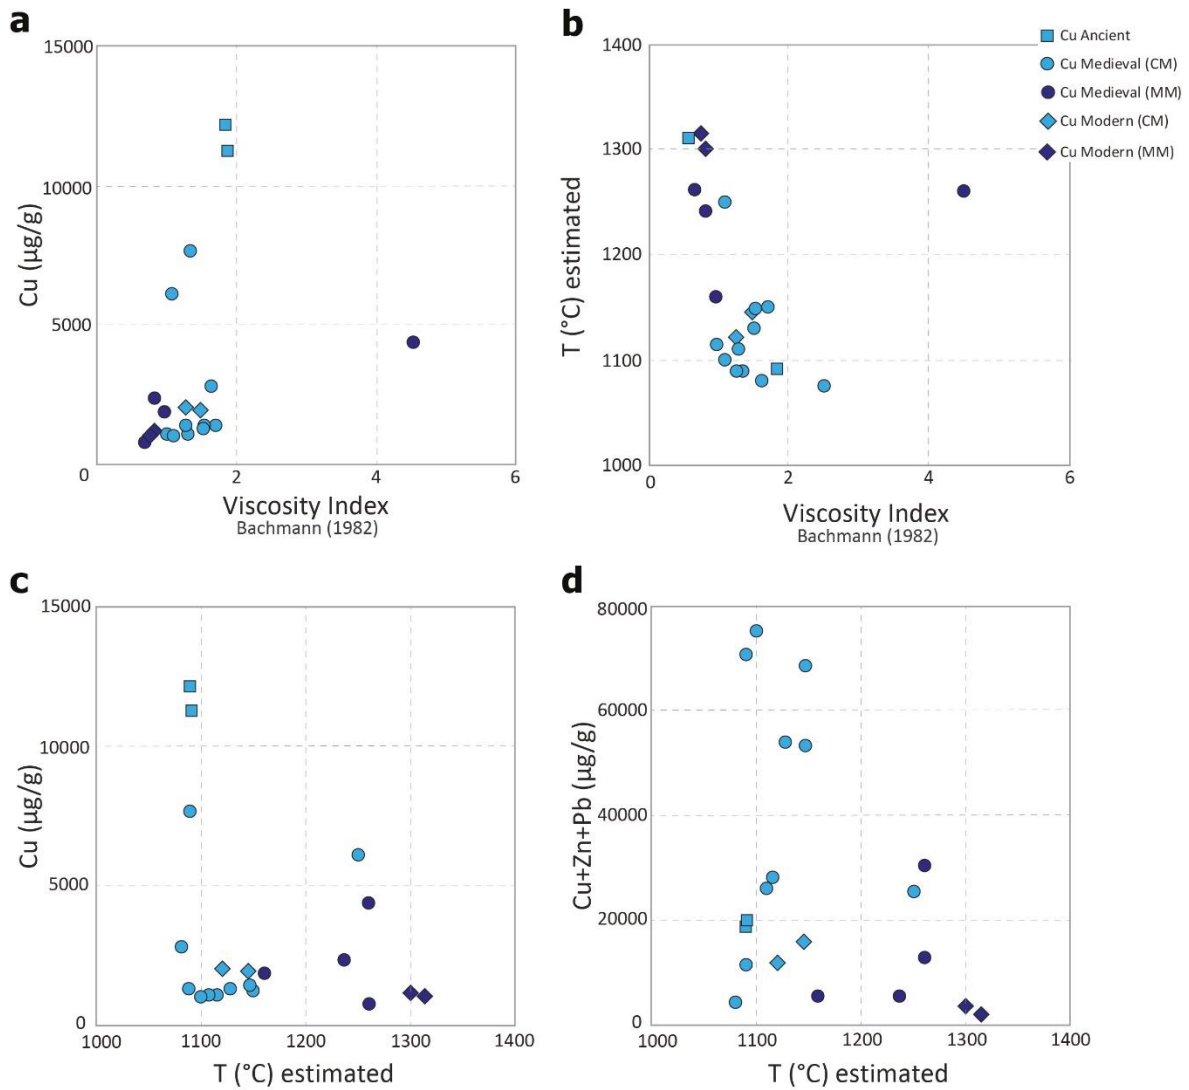 a
15000
10000
5000
0
2
4
6
Cu (µg/g)
Viscosity Index
Bachmann (1982)
b
1400
1300
1200
1100
1000
0
2
4
6
T (°C) estimated
Viscosity Index
Bachmann (1982)
Cu Ancient
Cu Medieval (CM)
Cu Medieval (MM)
Cu Modern (CM)
Cu Modern (MM)
c
15000
10000
5000
0
1000
1100
1200
1300
1400
Cu (µg/g)
T (°C) estimated
d
80000
60000
40000
20000
0
1000
1100
1200
1300
1400
Cu+Zn+Pb (µg/g)
T (°C) estimated